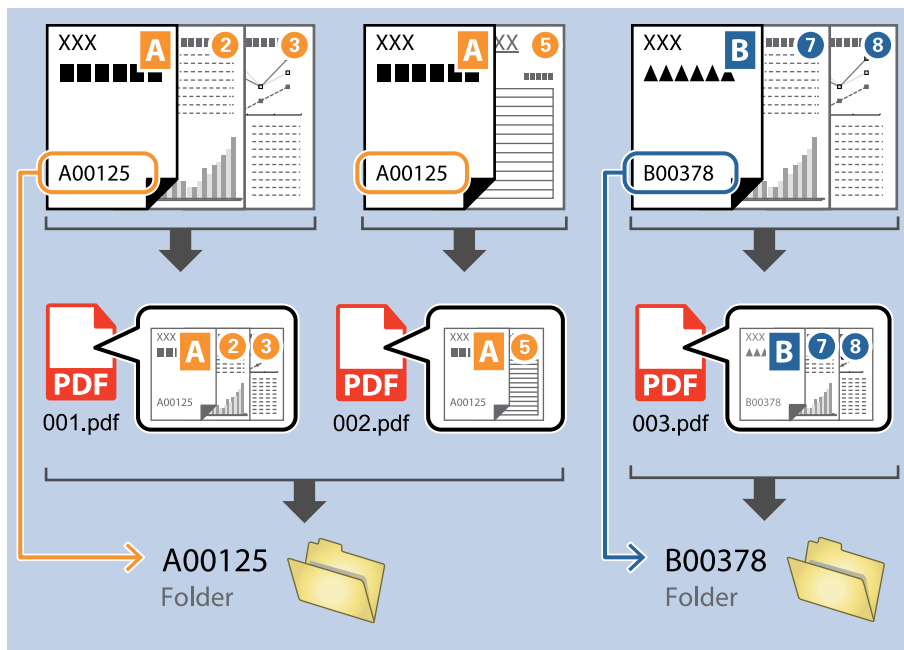 XXX A 2 3
A00125
XXX A XX 5
A00125
XXX B 7 8
B00378
PDF
XXX A 2 3
A00125
001.pdf
PDF
XXX A 5
A00125
002.pdf
PDF
XXX B 7 8
B00378
003.pdf
A00125
Folder
B00378
Folder